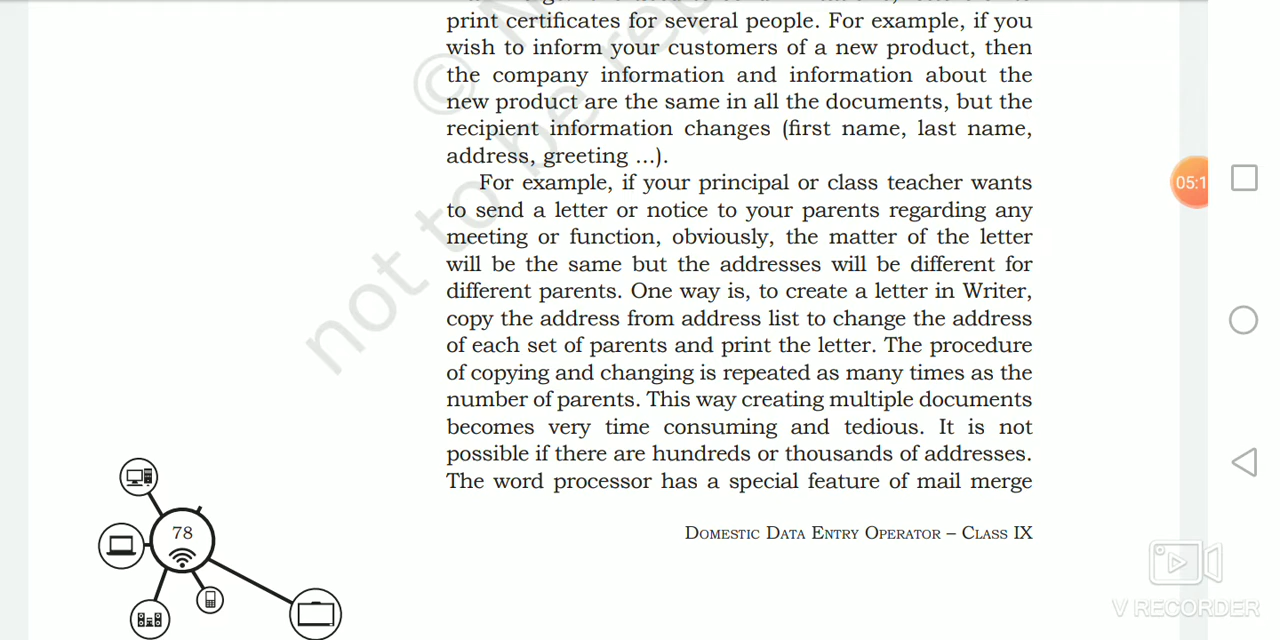 print certificates for several people. For example, if you
wish to inform your customers of a new product, then
the company information and information about the
new product are the same in all the documents, but the
recipient information changes (first name, last name,
address, greeting ...).
For example, if your principal or class teacher wants
to send a letter or notice to your parents regarding any
meeting or function, obviously, the matter of the letter
will be the same but the addresses will be different for
different parents. One way is, to create a letter in Writer,
copy the address from address list to change the address
of each set of parents and print the letter. The procedure
of copying and changing is repeated as many times as the
number of parents. This way creating multiple documents
becomes very time consuming and tedious. It is not
possible if there are hundreds or thousands of addresses.
The word processor has a special feature of mail merge
78
Domestic Data Entry Operator – Class IX
©
not to be
05:1
V RECORDER